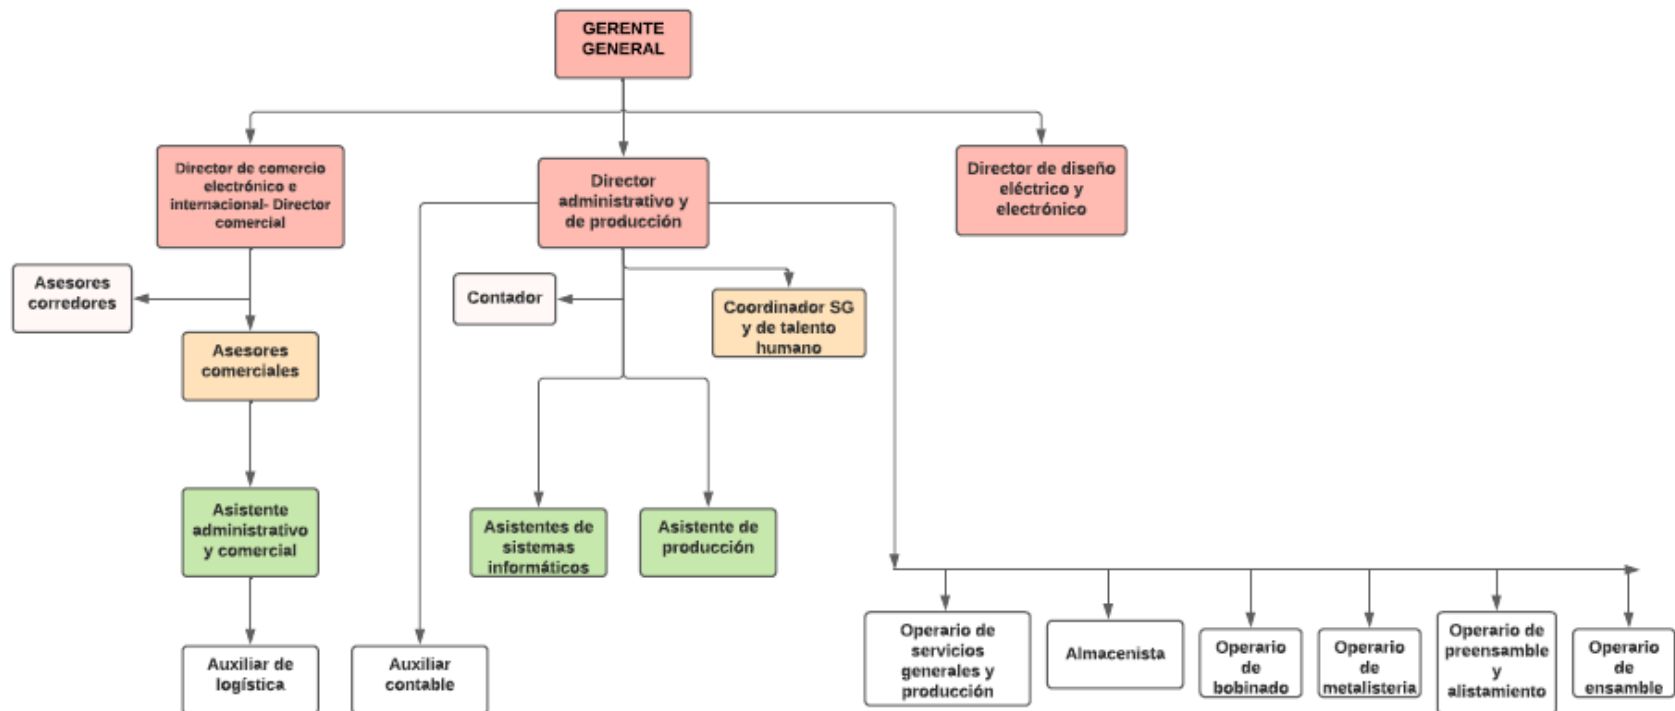 GERENTE
GENERAL
Director de comercio
electrónico e
internacional- Director
comercial
Director
administrativo y
de producción
Director de diseño
eléctrico y
electrónico
Asesores
corredores
Contador
Coordinador SG
y de talento
humano
Asesores
comerciales
Asistente
administrativo
y comercial
Asistentes de
sistemas
informáticos
Asistente de
producción
Auxiliar de
logística
Auxiliar
contable
Operario de
servicios
generales y
producción
Almacenista
Operario
de
bobinado
Operario
de
metalisteria
Operario de
preensamble
y
alistamiento
Operario
de
ensamble